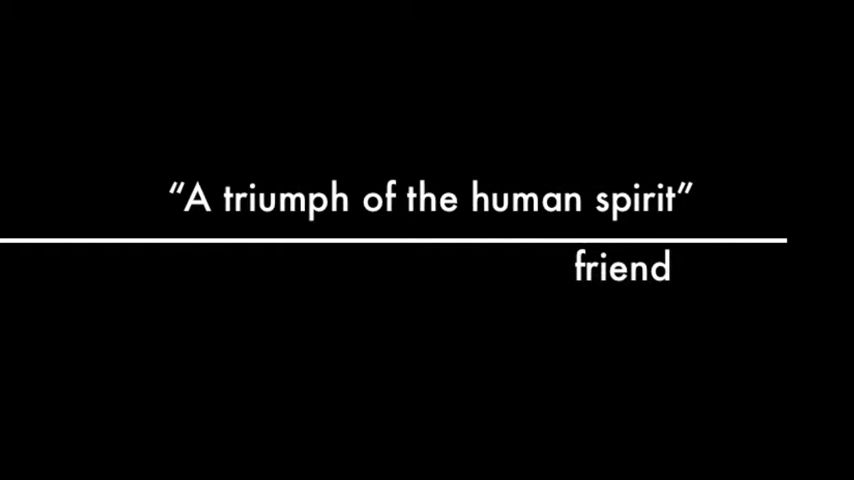 “A triumph of the human spirit”
friend